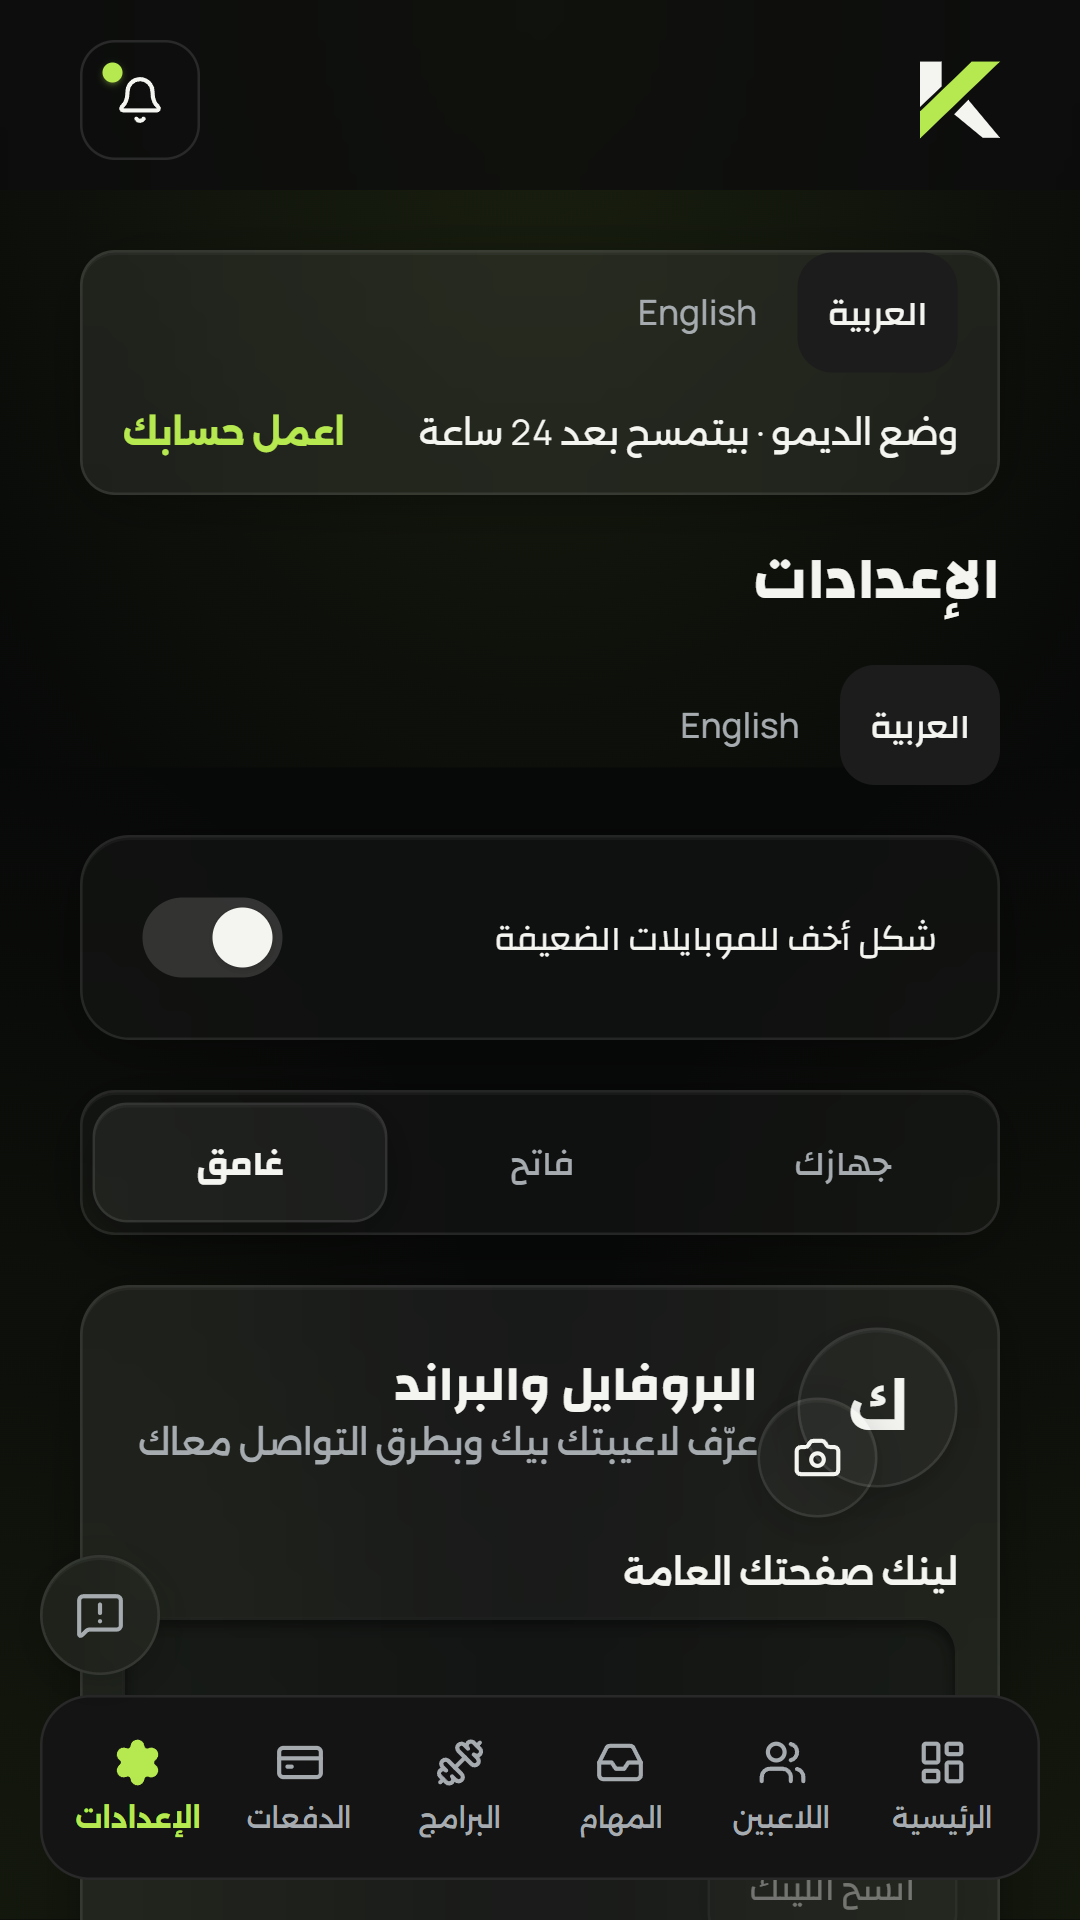 العربية English
وضع الديمو · بيتمسح بعد 24 ساعة اعمل حسابك
الإعدادات
العربية English
شكل أخف للموبايلات الضعيفة
جهازك فاتح غامق
ك
البروفايل والبراند
عرّف لاعيبتك بيك وبطرق التواصل معاك
لينك صفحتك العامة
الرئيسية اللاعبين المهام البرامج الدفعات الإعدادات
انسخ اللينك